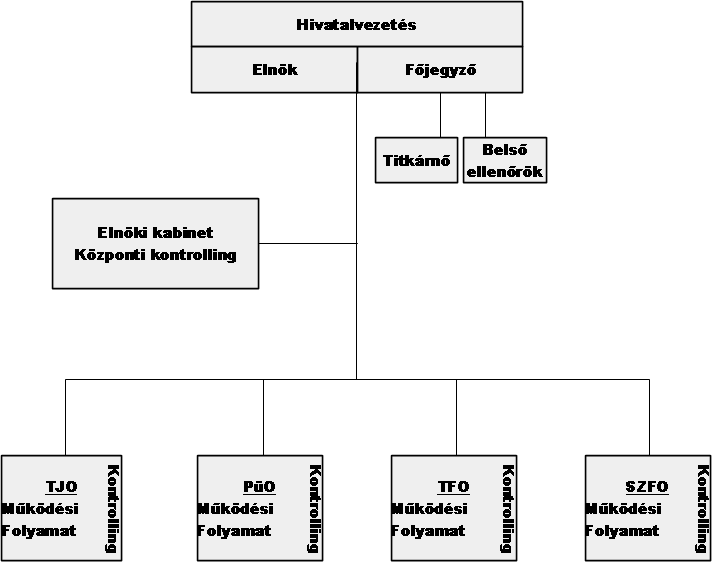 Hivatalvezetés
Elnök
Főjegyző
Titkárnő
Belső
ellenőrök
Elnöki kabinet
Központi kontrolling
TJO
Működési
Folyamat
Kontrolling
PüO
Működési
Folyamat
Kontrolling
TFO
Működési
Folyamat
Kontrolling
SZFO
Működési
Folyamat
Kontrolling